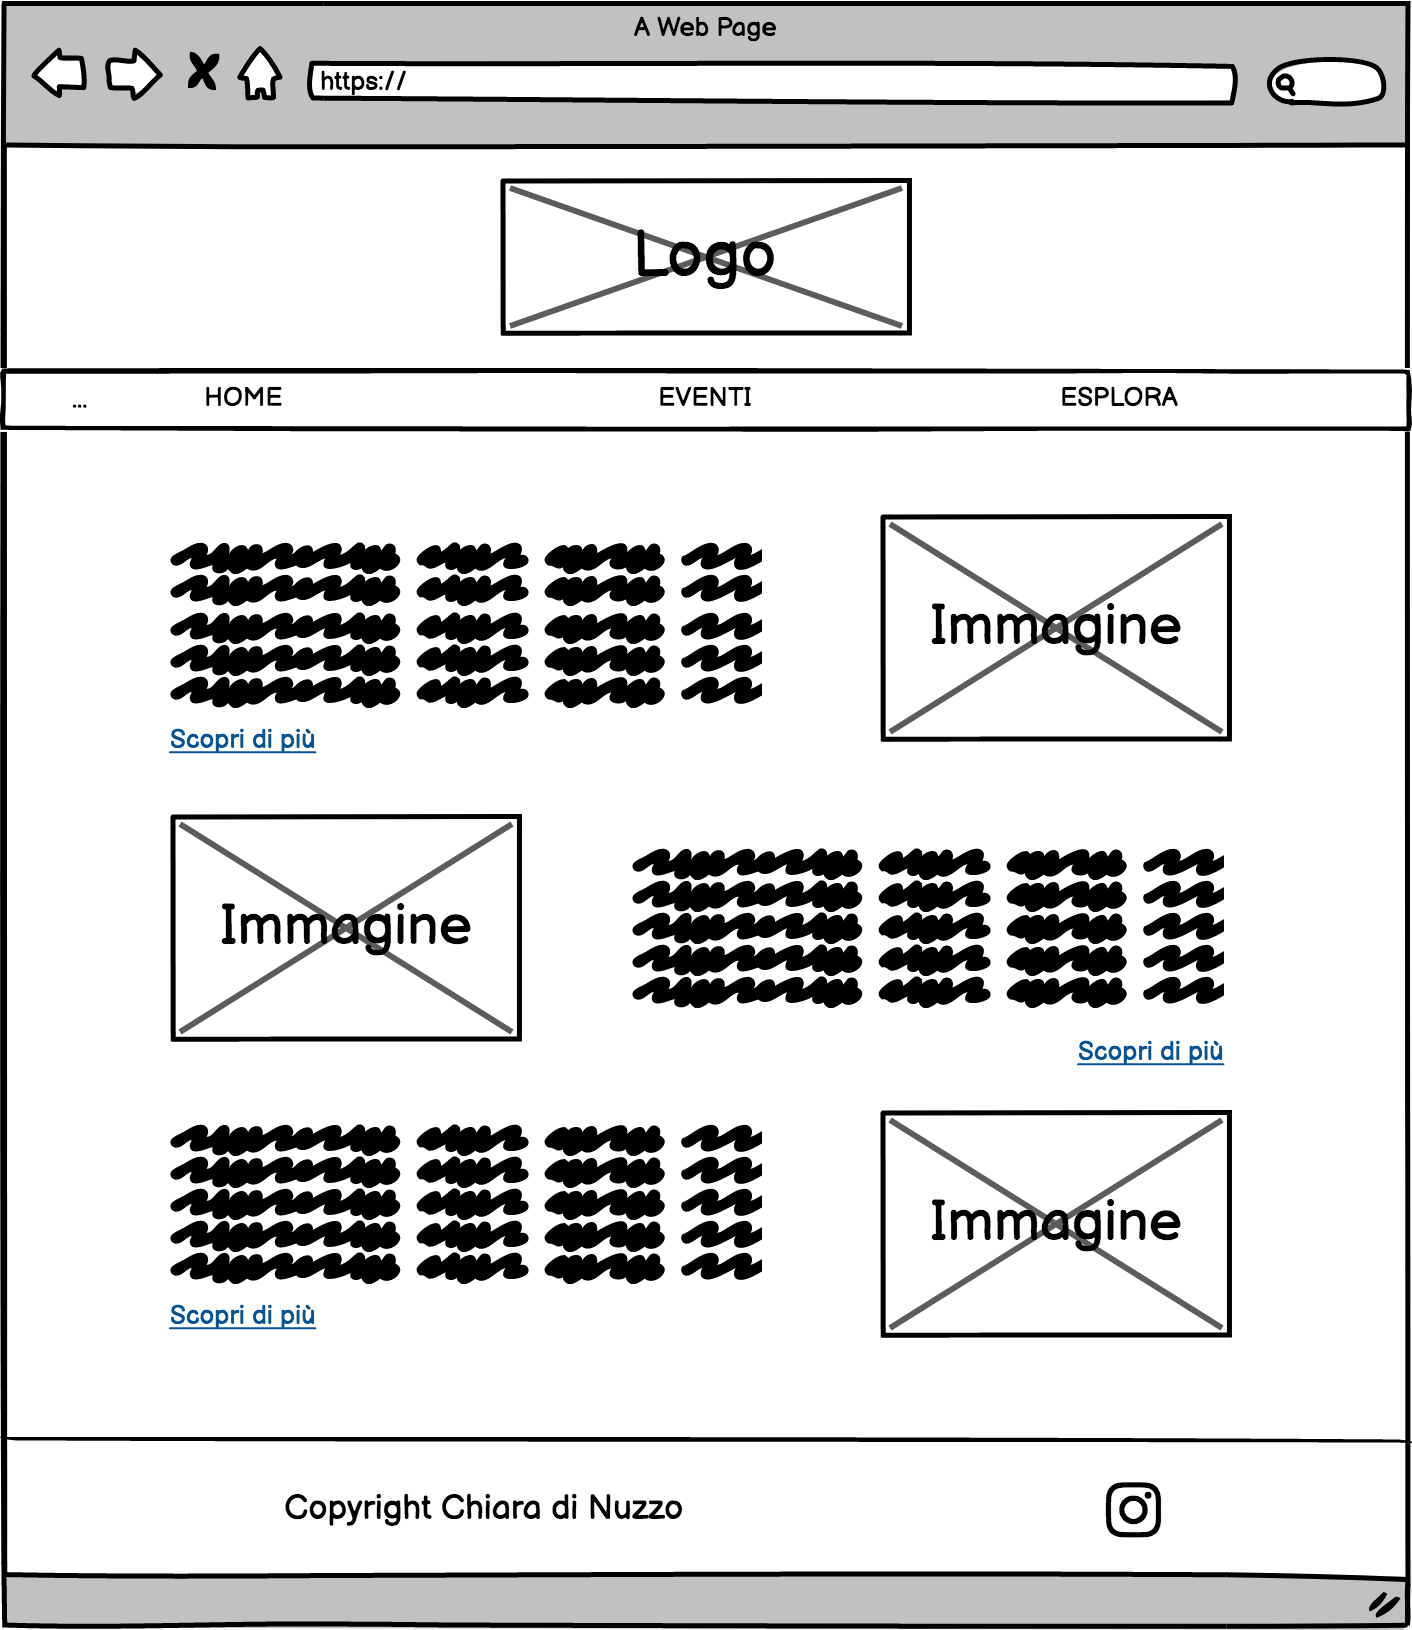 A Web Page
https://
Logo
... HOME EVENTI ESPLORA
Immagine
Scopri di più
Immagine
Scopri di più
Immagine
Scopri di più
Copyright Chiara di Nuzzo